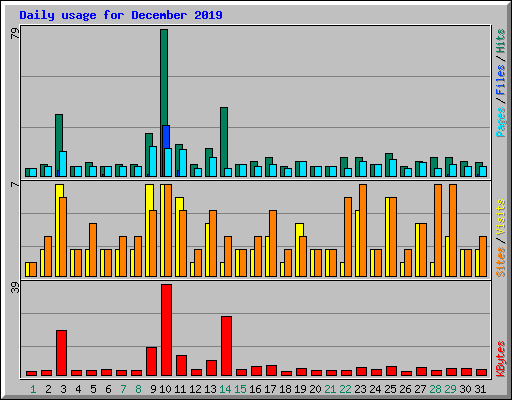 Daily usage for December 2019
79
Pages / Files / Hits
7
Sites / Visits
39
KBytes
1 2 3 4 5 6 7 8 9 10 11 12 13 14 15 16 17 18 19 20 21 22 23 24 25 26 27 28 29 30 31